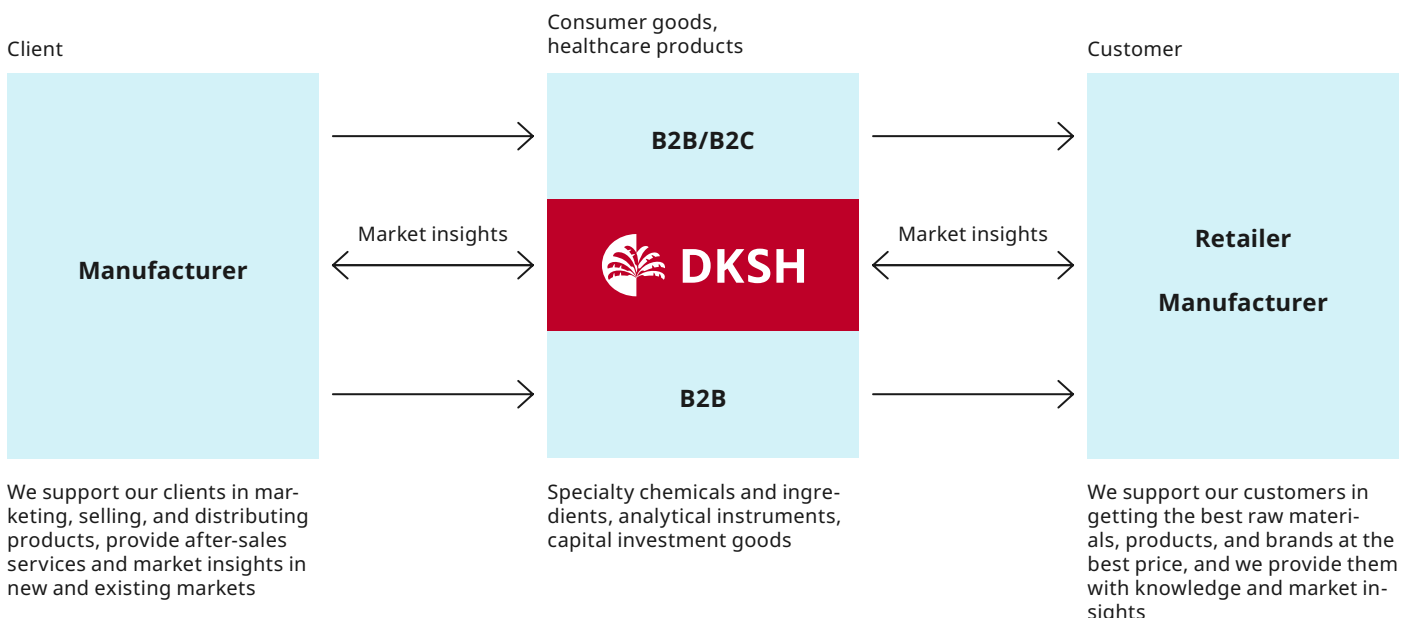 Client
Manufacturer
We support our clients in mar-
keting, selling, and distributing
products, provide after-sales
services and market insights in
new and existing markets
Market insights
Consumer goods,
healthcare products
B2B/B2C
DKSH
B2B
Specialty chemicals and ingre-
dients, analytical instruments,
capital investment goods
Market insights
Customer
Retailer
Manufacturer
We support our customers in
getting the best raw materi-
als, products, and brands at the
best price, and we provide them
with knowledge and market in-
sights